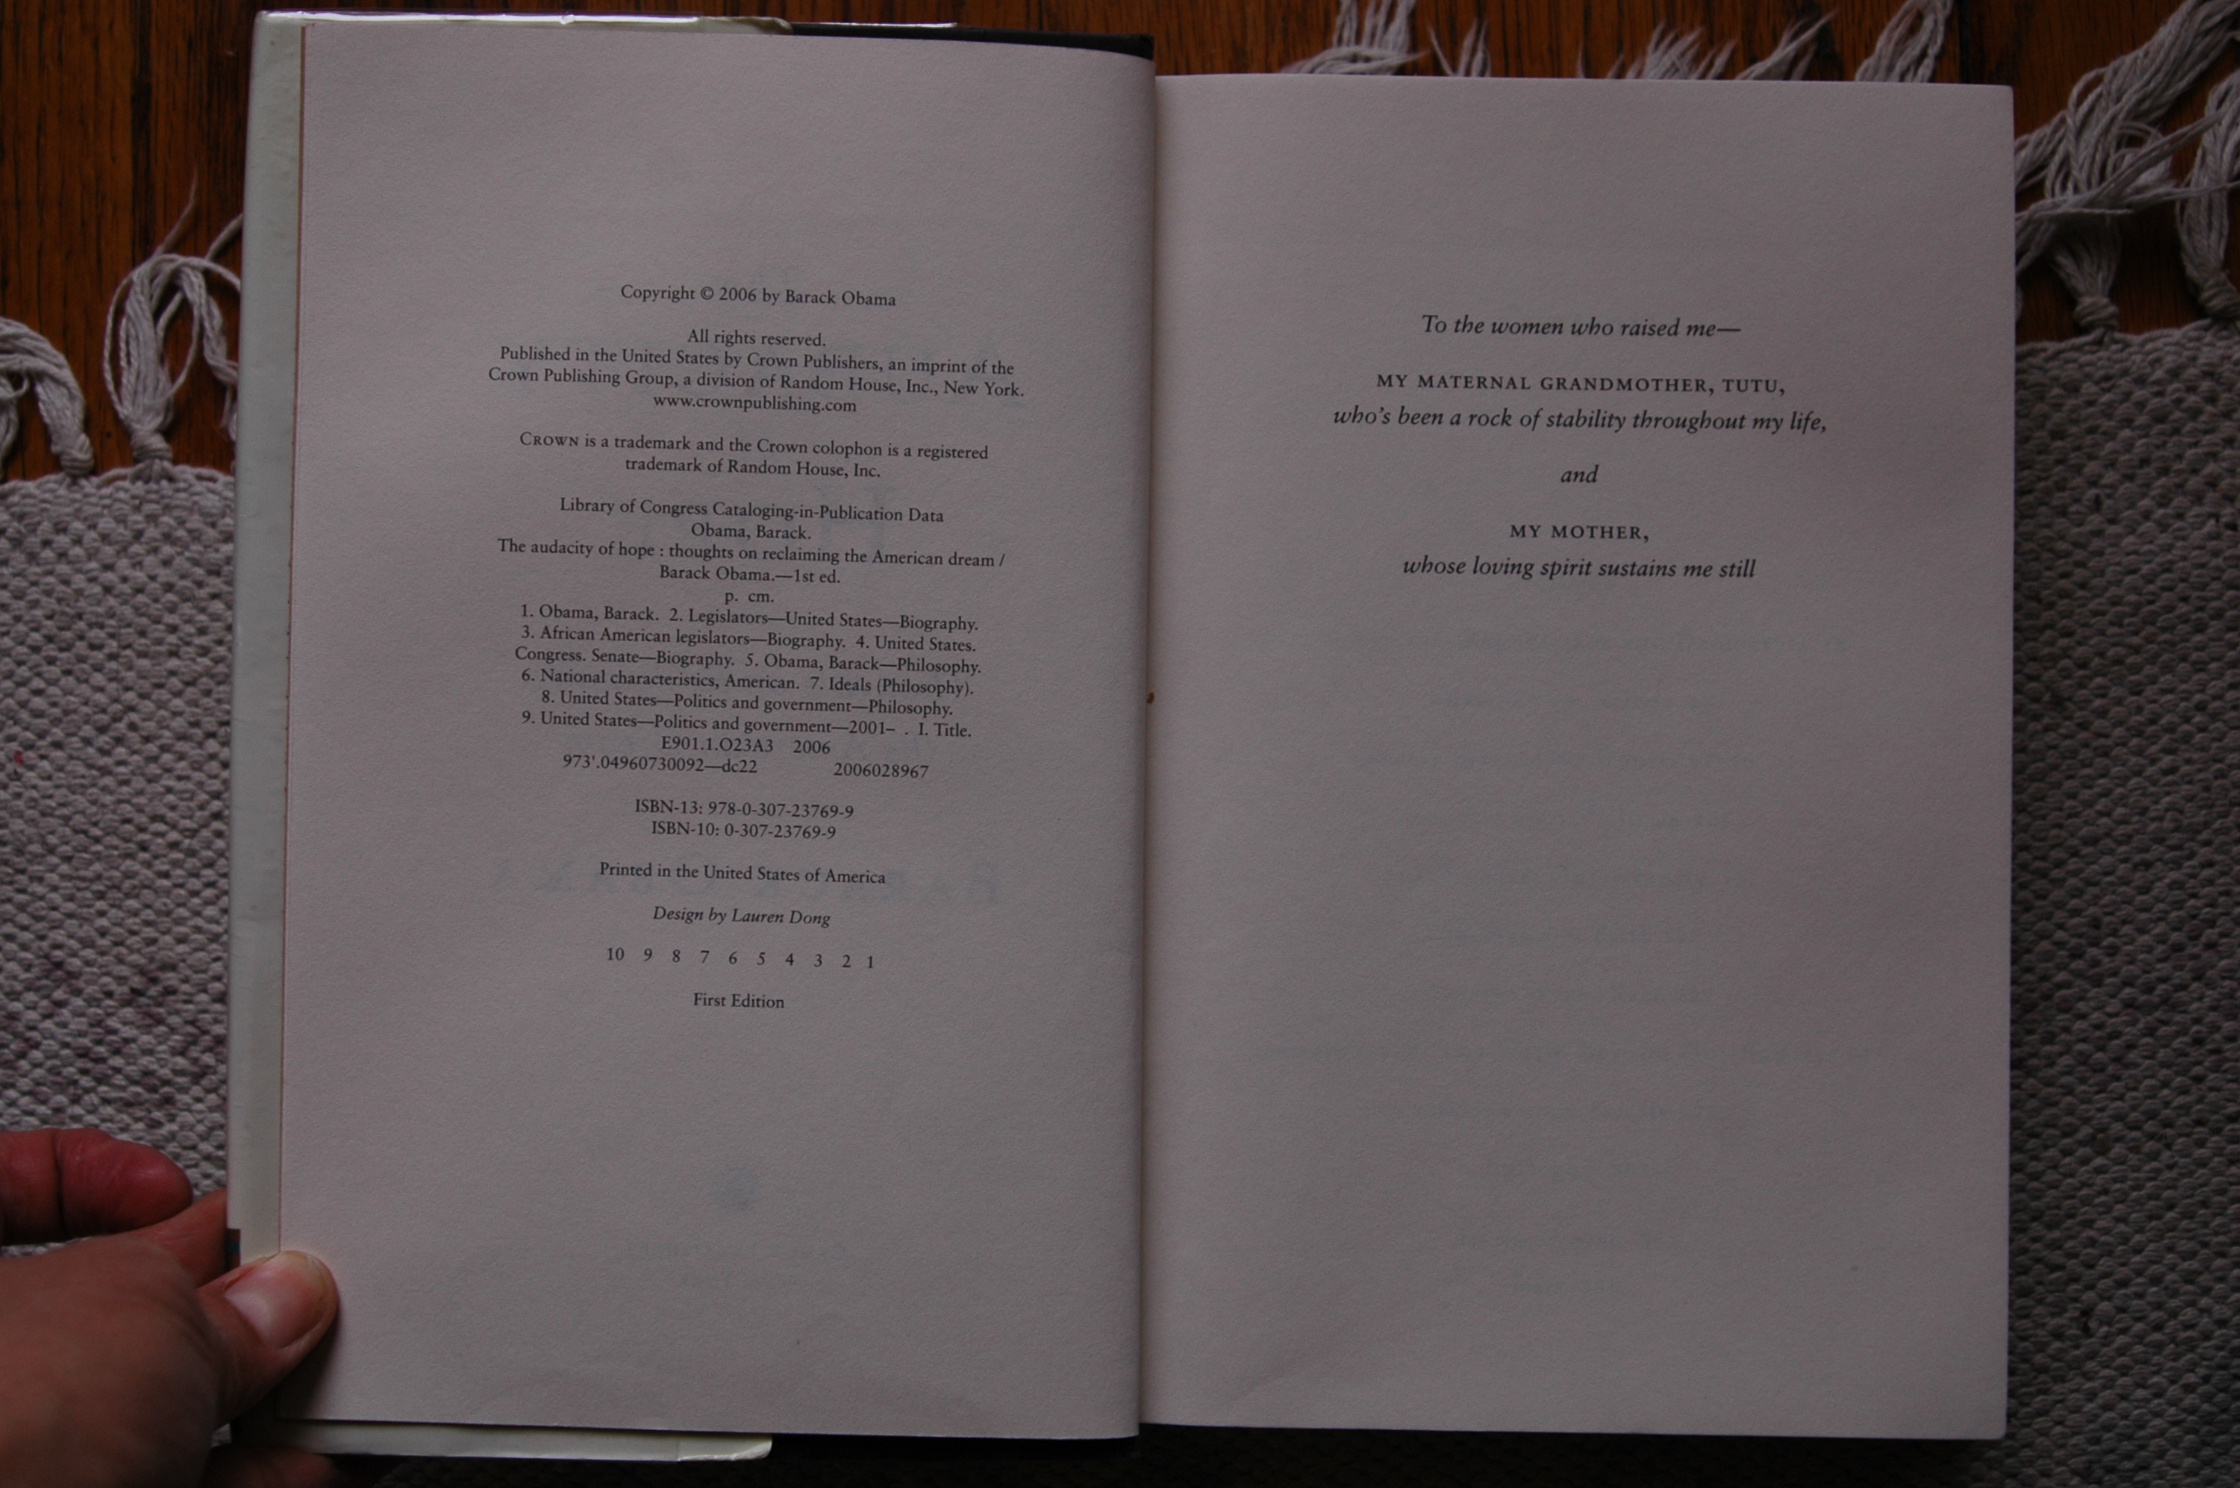 Copyright © 2006 by Barack Obama
All rights reserved.
Published in the United States by Crown Publishers, an imprint of the
Crown Publishing Group, a division of Random House, Inc., New York.
www.crownpublishing.com
CROWN is a trademark and the Crown colophon is a registered
trademark of Random House, Inc.
Library of Congress Cataloging-in-Publication Data
Obama, Barack.
The audacity of hope : thoughts on reclaiming the American dream /
Barack Obama.—1st ed.
p. cm.
1. Obama, Barack. 2. Legislators—United States—Biography.
3. African American legislators—Biography. 4. United States.
Congress. Senate—Biography. 5. Obama, Barack—Philosophy.
6. National characteristics, American. 7. Ideals (Philosophy).
8. United States—Politics and government—Philosophy.
9. United States—Politics and government—2001– . I. Title.
E901.1.O23A3 2006
973'.04960730092—dc22 2006028967
ISBN-13: 978-0-307-23769-9
ISBN-10: 0-307-23769-9
Printed in the United States of America
Design by Lauren Dong
10 9 8 7 6 5 4 3 2 1
First Edition
To the women who raised me—
MY MATERNAL GRANDMOTHER, TUTU,
who's been a rock of stability throughout my life,
and
MY MOTHER,
whose loving spirit sustains me still